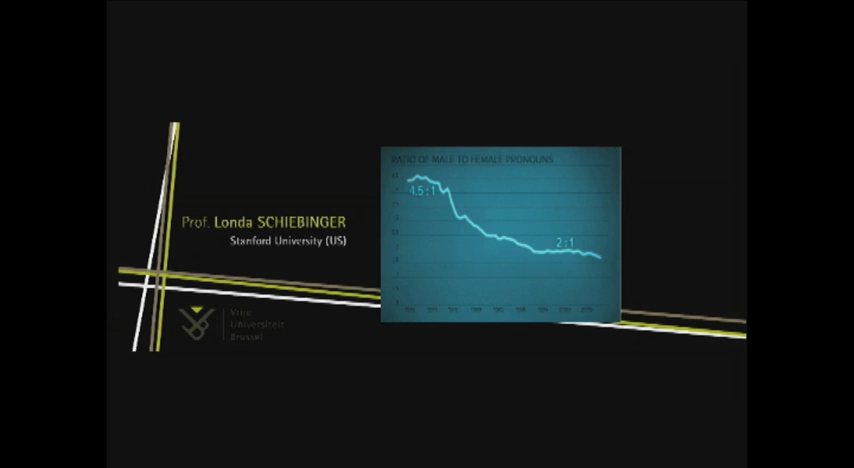 RATIO OF MALE TO FEMALE PRONOUNS
4.5:1
2:1
Prof. Londa SCHIEBINGER
Stanford University (US)
Vrije
Universiteit
Brussel